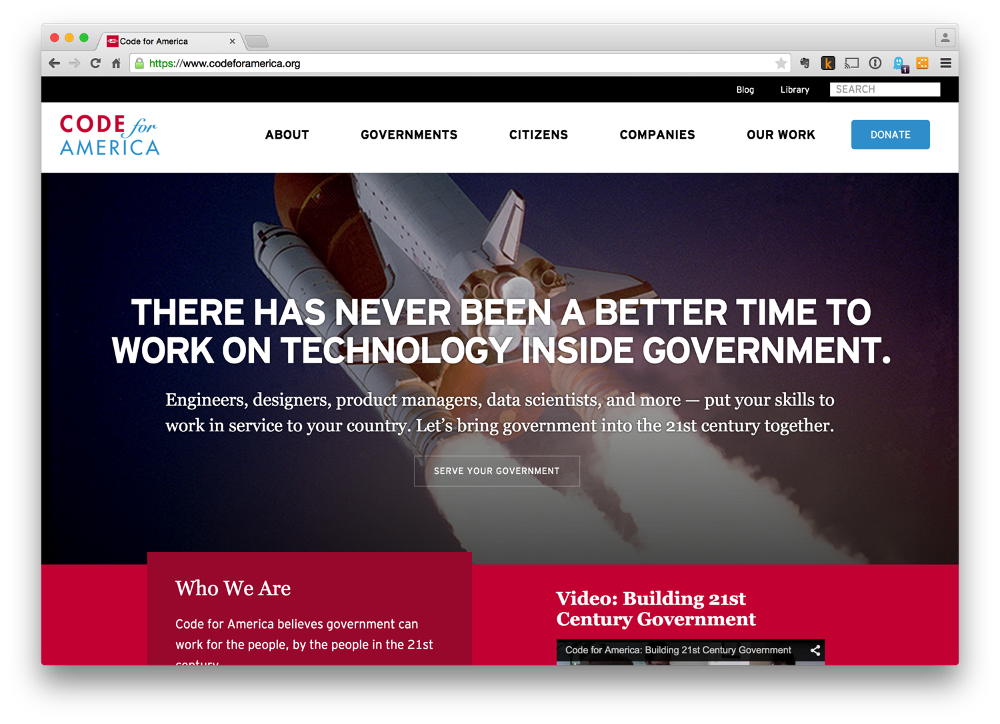 Code for America
https://www.codeforamerica.org
1
Blog Library SEARCH
CODE for
AMERICA
ABOUT GOVERNMENTS CITIZENS COMPANIES OUR WORK DONATE
THERE HAS NEVER BEEN A BETTER TIME TO
WORK ON TECHNOLOGY INSIDE GOVERNMENT.
Engineers, designers, product managers, data scientists, and more — put your skills to
work in service to your country. Let’s bring government into the 21st century together.
SERVE YOUR GOVERNMENT
Who We Are
Code for America believes government can
work for the people, by the people in the 21st
century
Video: Building 21st
Century Government
Code for America: Building 21st Century Government